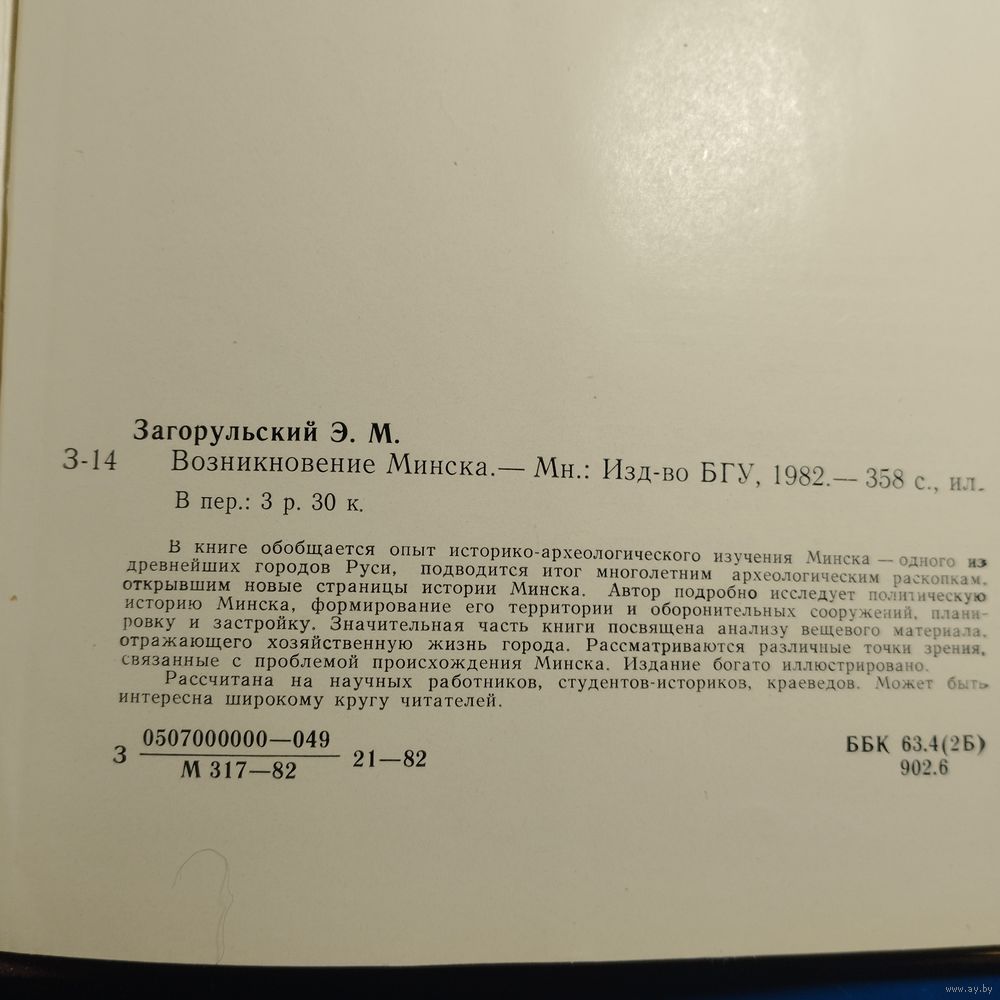 Загорульский Э. М.
З-14 Возникновение Минска.— Мн.: Изд-во БГУ, 1982.— 358 с., ил.
В пер.: 3 р. 30 к.
В книге обобщается опыт историко-археологического изучения Минска — одного из
древнейших городов Руси, подводится итог многолетним археологическим раскопкам,
открывшим новые страницы истории Минска. Автор подробно исследует политическую
историю Минска, формирование его территории и оборонительных сооружений, плани-
ровку и застройку. Значительная часть книги посвящена анализу вещевого материала,
отражающего хозяйственную жизнь города. Рассматриваются различные точки зрения,
связанные с проблемой происхождения Минска. Издание богато иллюстрировано.
Рассчитана на научных работников, студентов-историков, краеведов. Может быть
интересна широкому кругу читателей.
З 0507000000—049
М 317—82
21—82
ББК 63.4(2Б)
902.6
www.ay.by